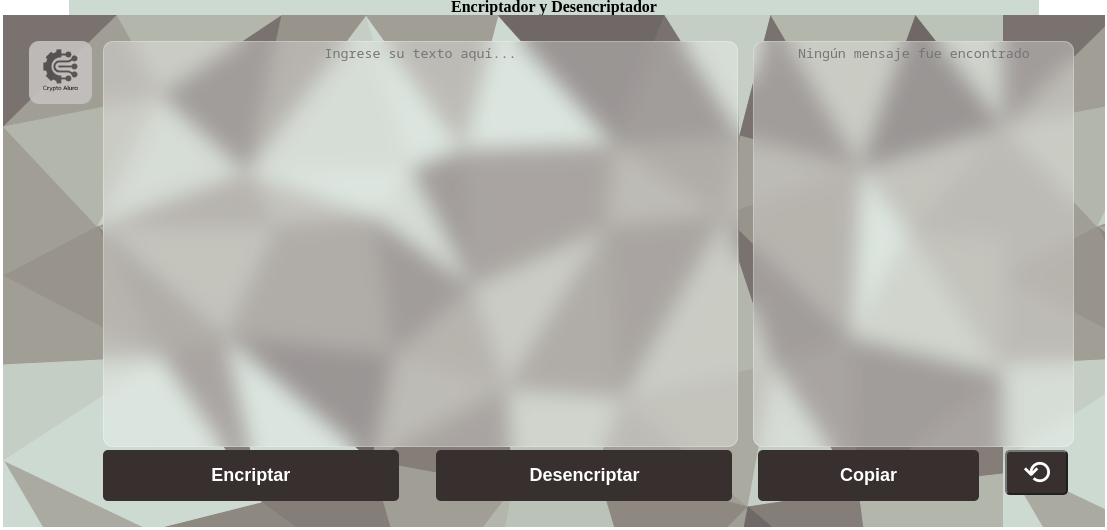 Encriptador y Desencriptador
Crypto Alura
Ingrese su texto aquí...
Ningún mensaje fue encontrado
Encriptar
Desencriptar
Copiar